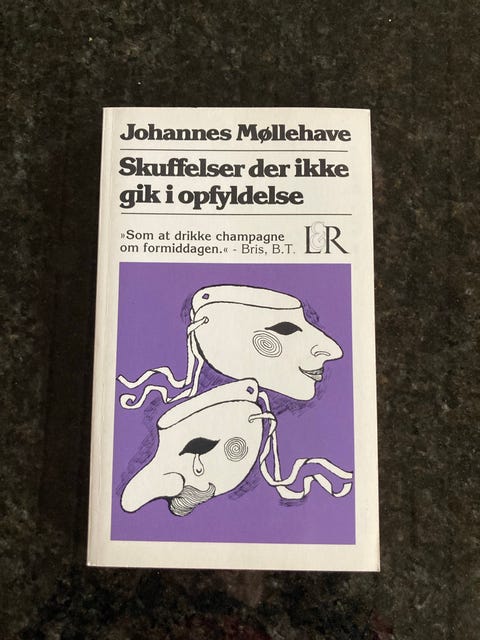 Johannes Møllehave
Skuffelser der ikke
gik i opfyldelse
»Som at drikke champagne
om formiddagen.« - Bris, B.T.
L&R